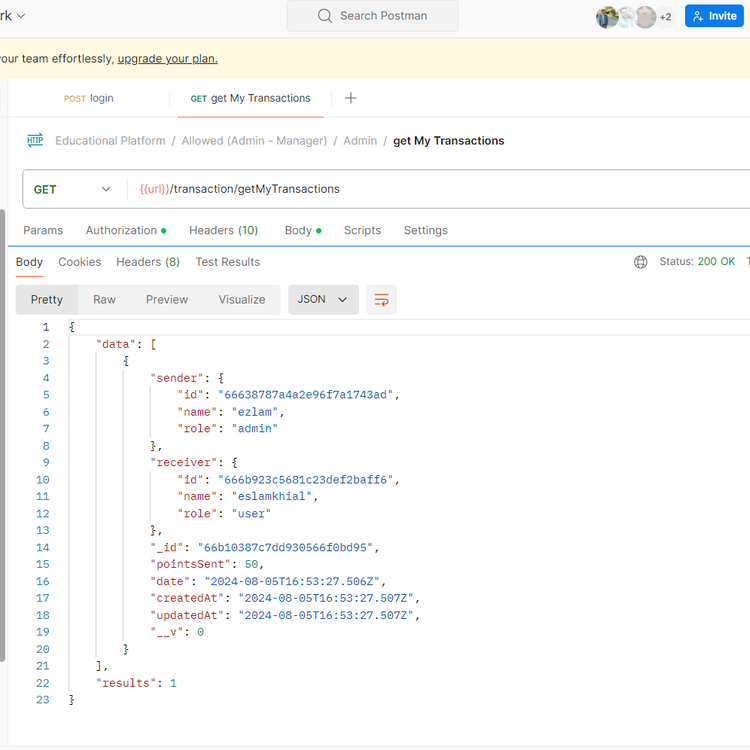 rk
Search Postman
+2
Invite
your team effortlessly, upgrade your plan.
POST login
GET get My Transactions
HTTP Educational Platform / Allowed (Admin - Manager) / Admin / get My Transactions
GET
{{url}}/transaction/getMyTransactions
Params Authorization Headers (10) Body Scripts Settings
Body Cookies Headers (8) Test Results Status: 200 OK T
Pretty Raw Preview Visualize JSON
1 {
2 "data": [
3 {
4 "sender": {
5 "id": "66638787a4a2e96f7a1743ad",
6 "name": "ezlam",
7 "role": "admin"
8 },
9 "receiver": {
10 "id": "666b923c5681c23def2baff6",
11 "name": "eslamkhial",
12 "role": "user"
13 },
14 "_id": "66b10387c7dd930566f0bd95",
15 "pointsSent": 50,
16 "date": "2024-08-05T16:53:27.506Z",
17 "createdAt": "2024-08-05T16:53:27.507Z",
18 "updatedAt": "2024-08-05T16:53:27.507Z",
19 "__v": 0
20 }
21 ],
22 "results": 1
23 }